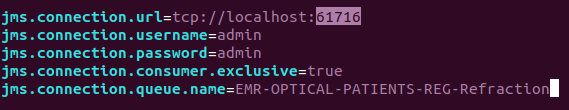 jms.connection.url=tcp://localhost:61716
jms.connection.username=admin
jms.connection.password=admin
jms.connection.consumer.exclusive=true
jms.connection.queue.name=EMR-OPTICAL-PATIENTS-REG-Refraction